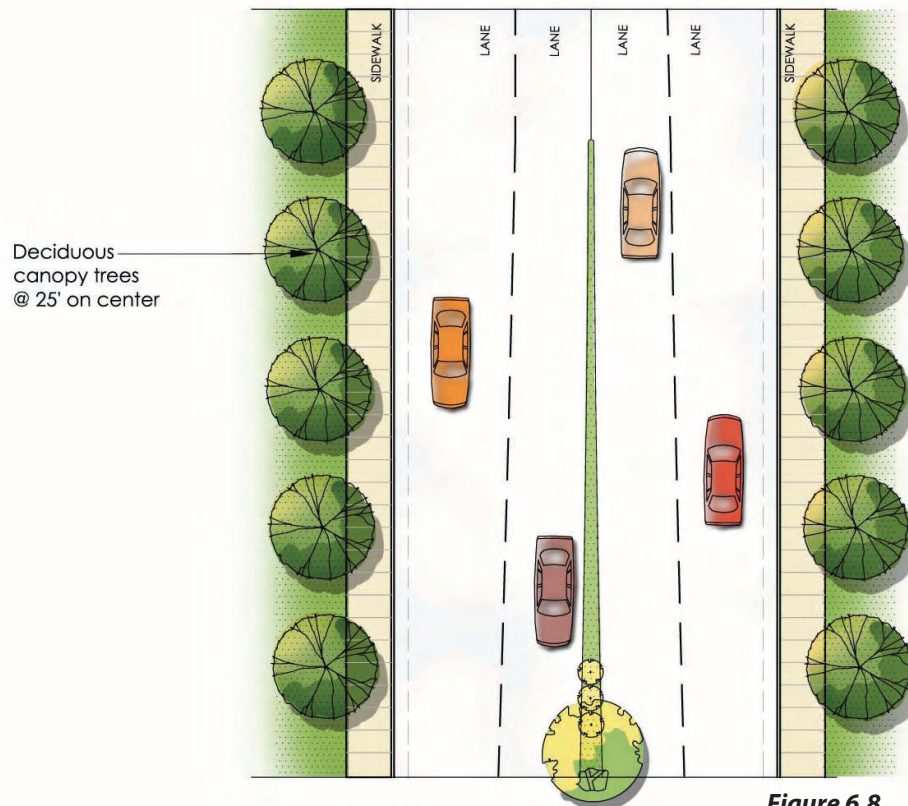 SIDEWALK
LANE
LANE
LANE
LANE
SIDEWALK
Deciduous
canopy trees
@ 25' on center
Figure 6.8